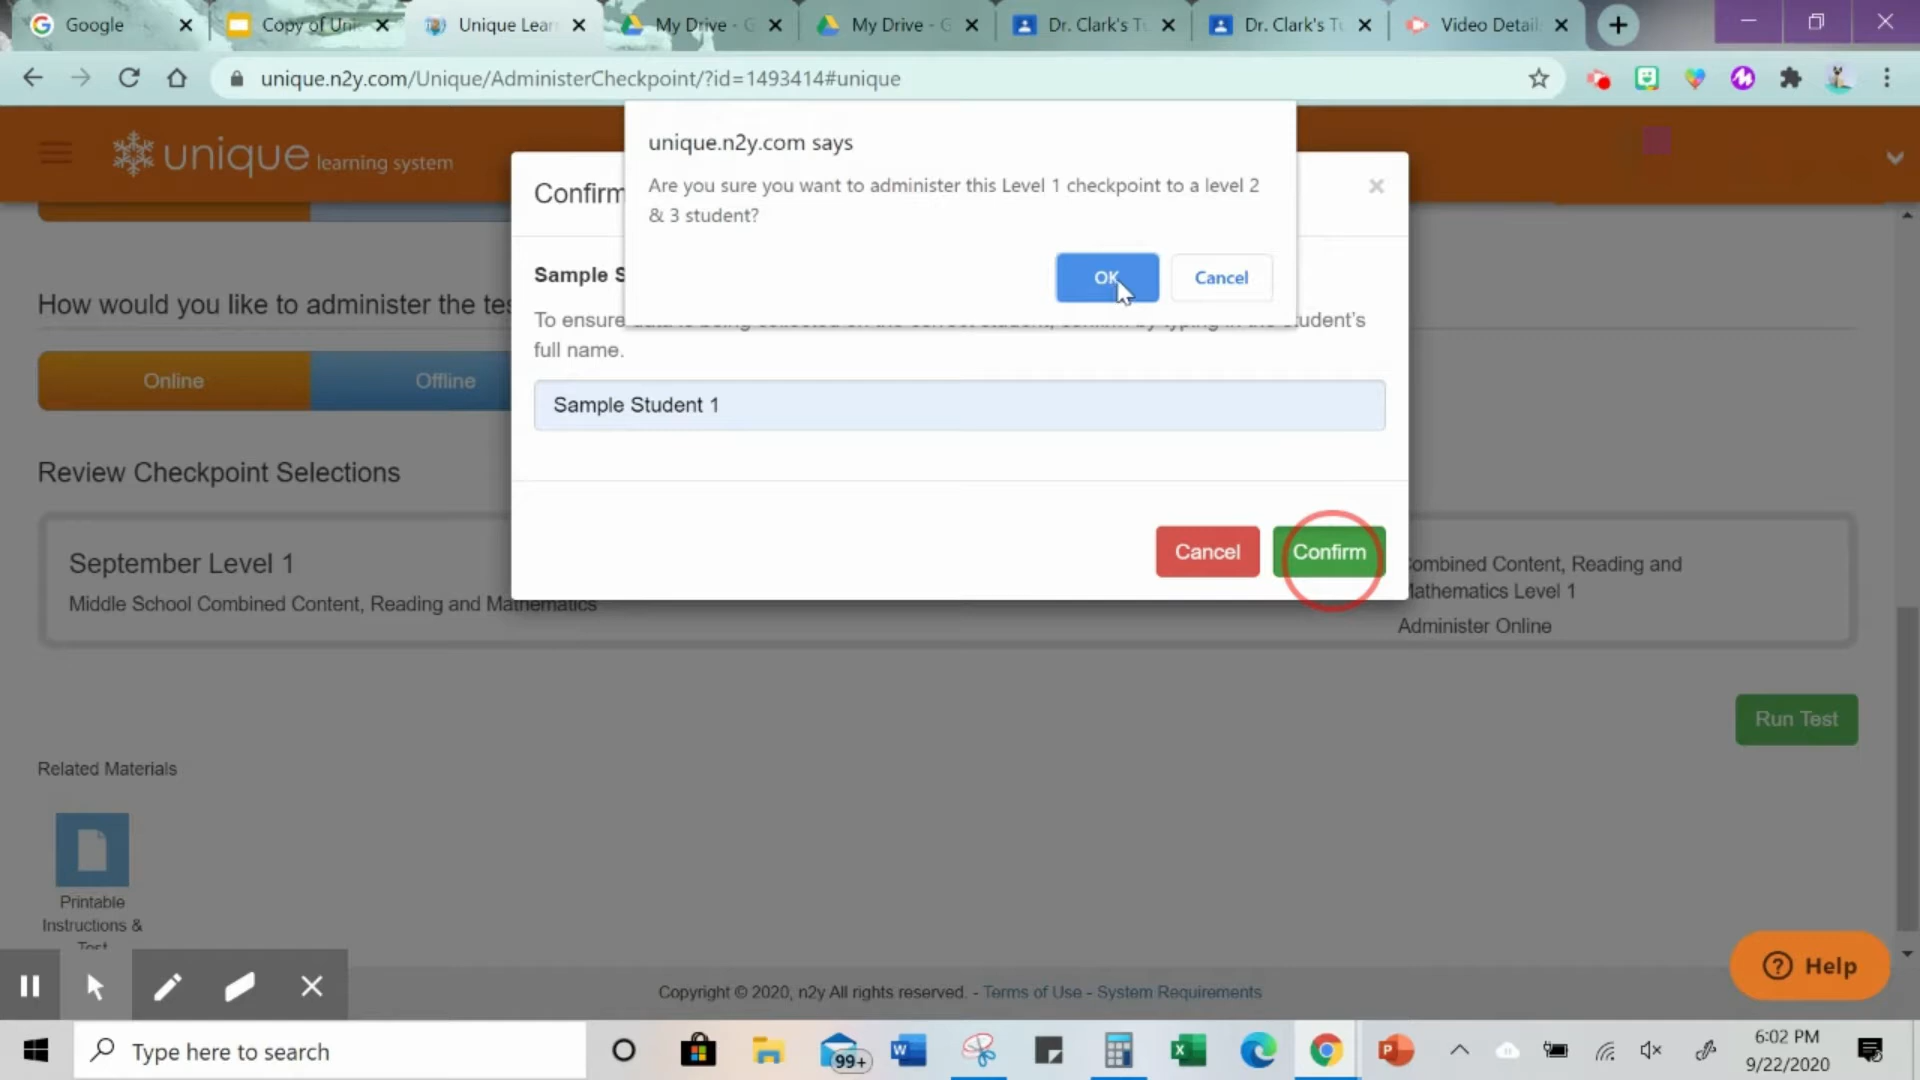 Google
Copy of Uni
Unique Lear
My Drive - G
My Drive - G
Dr. Clark's Tu
Dr. Clark's Tu
Video Detail
unique.n2y.com/Unique/AdministerCheckpoint/?id=1493414#unique
unique learning system
unique.n2y.com says
Are you sure you want to administer this Level 1 checkpoint to a level 2
& 3 student?
OK
Cancel
Confirm
Sample S
To ensure
student's
full name.
Sample Student 1
Cancel
Confirm
How would you like to administer the tes
Online
Offline
Review Checkpoint Selections
September Level 1
Middle School Combined Content, Reading and Mathematics
Combined Content, Reading and
Mathematics Level 1
Administer Online
Run Test
Related Materials
Printable
Instructions &
Test
Help
Copyright © 2020, n2y All rights reserved. - Terms of Use - System Requirements
Type here to search
99+
6:02 PM
9/22/2020